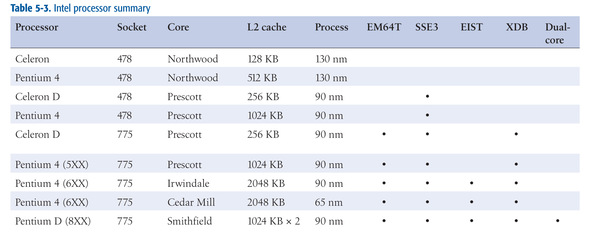 Table 5-3. Intel processor summary
Processor Socket Core L2 cache Process EM64T SSE3 EIST XDB Dual-core
Celeron 478 Northwood 128 KB 130 nm
Pentium 4 478 Northwood 512 KB 130 nm
Celeron D 478 Prescott 256 KB 90 nm •
Pentium 4 478 Prescott 1024 KB 90 nm •
Celeron D 775 Prescott 256 KB 90 nm • • •
Pentium 4 (5XX) 775 Prescott 1024 KB 90 nm • • •
Pentium 4 (6XX) 775 Irwindale 2048 KB 90 nm • • • •
Pentium 4 (6XX) 775 Cedar Mill 2048 KB 65 nm • • • •
Pentium D (8XX) 775 Smithfield 1024 KB × 2 90 nm • • • • •